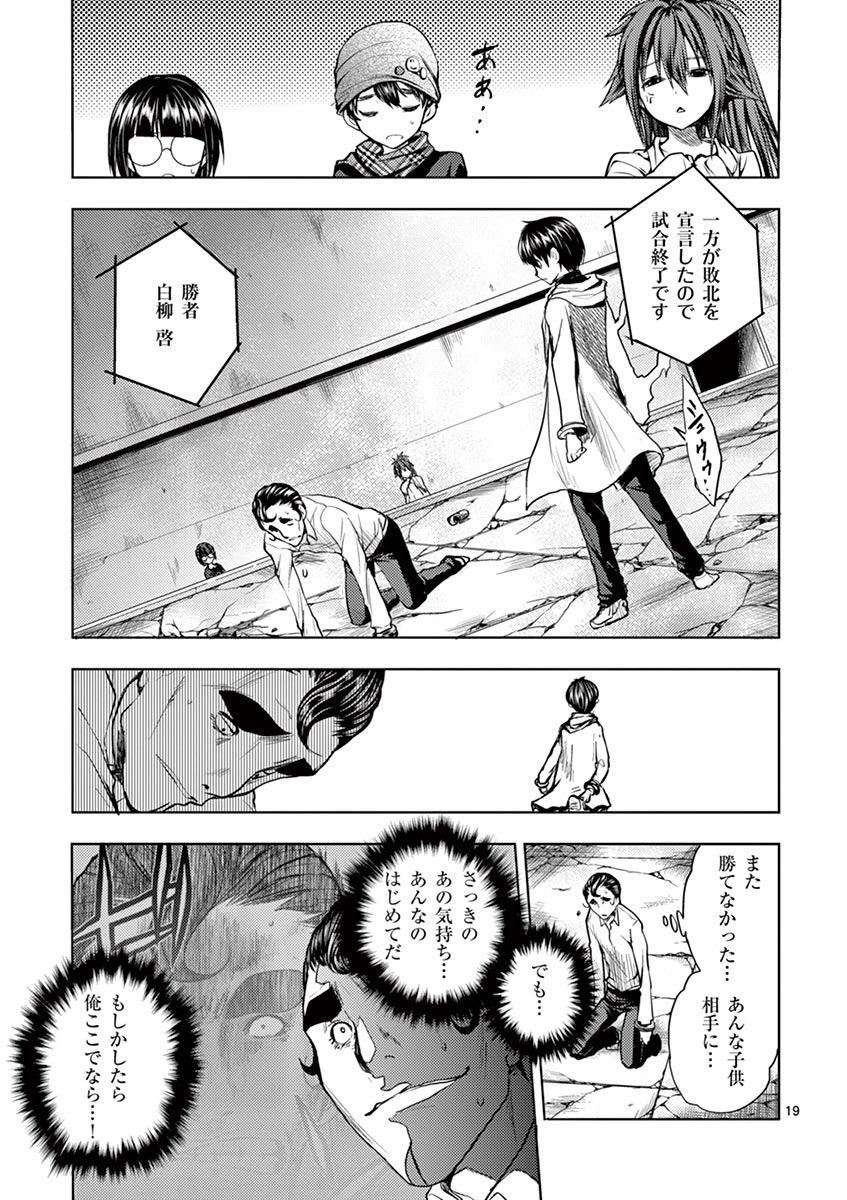 ああ…
一方が敗北を
宣言したので
試合終了です
勝者
白柳 啓
ジュウゥ…
また
勝てなかった…
あんな子供
相手に…
でも…
さっきの
あの気持ち…
あんなの
はじめてだ
もしかしたら
俺ここでなら…!
19